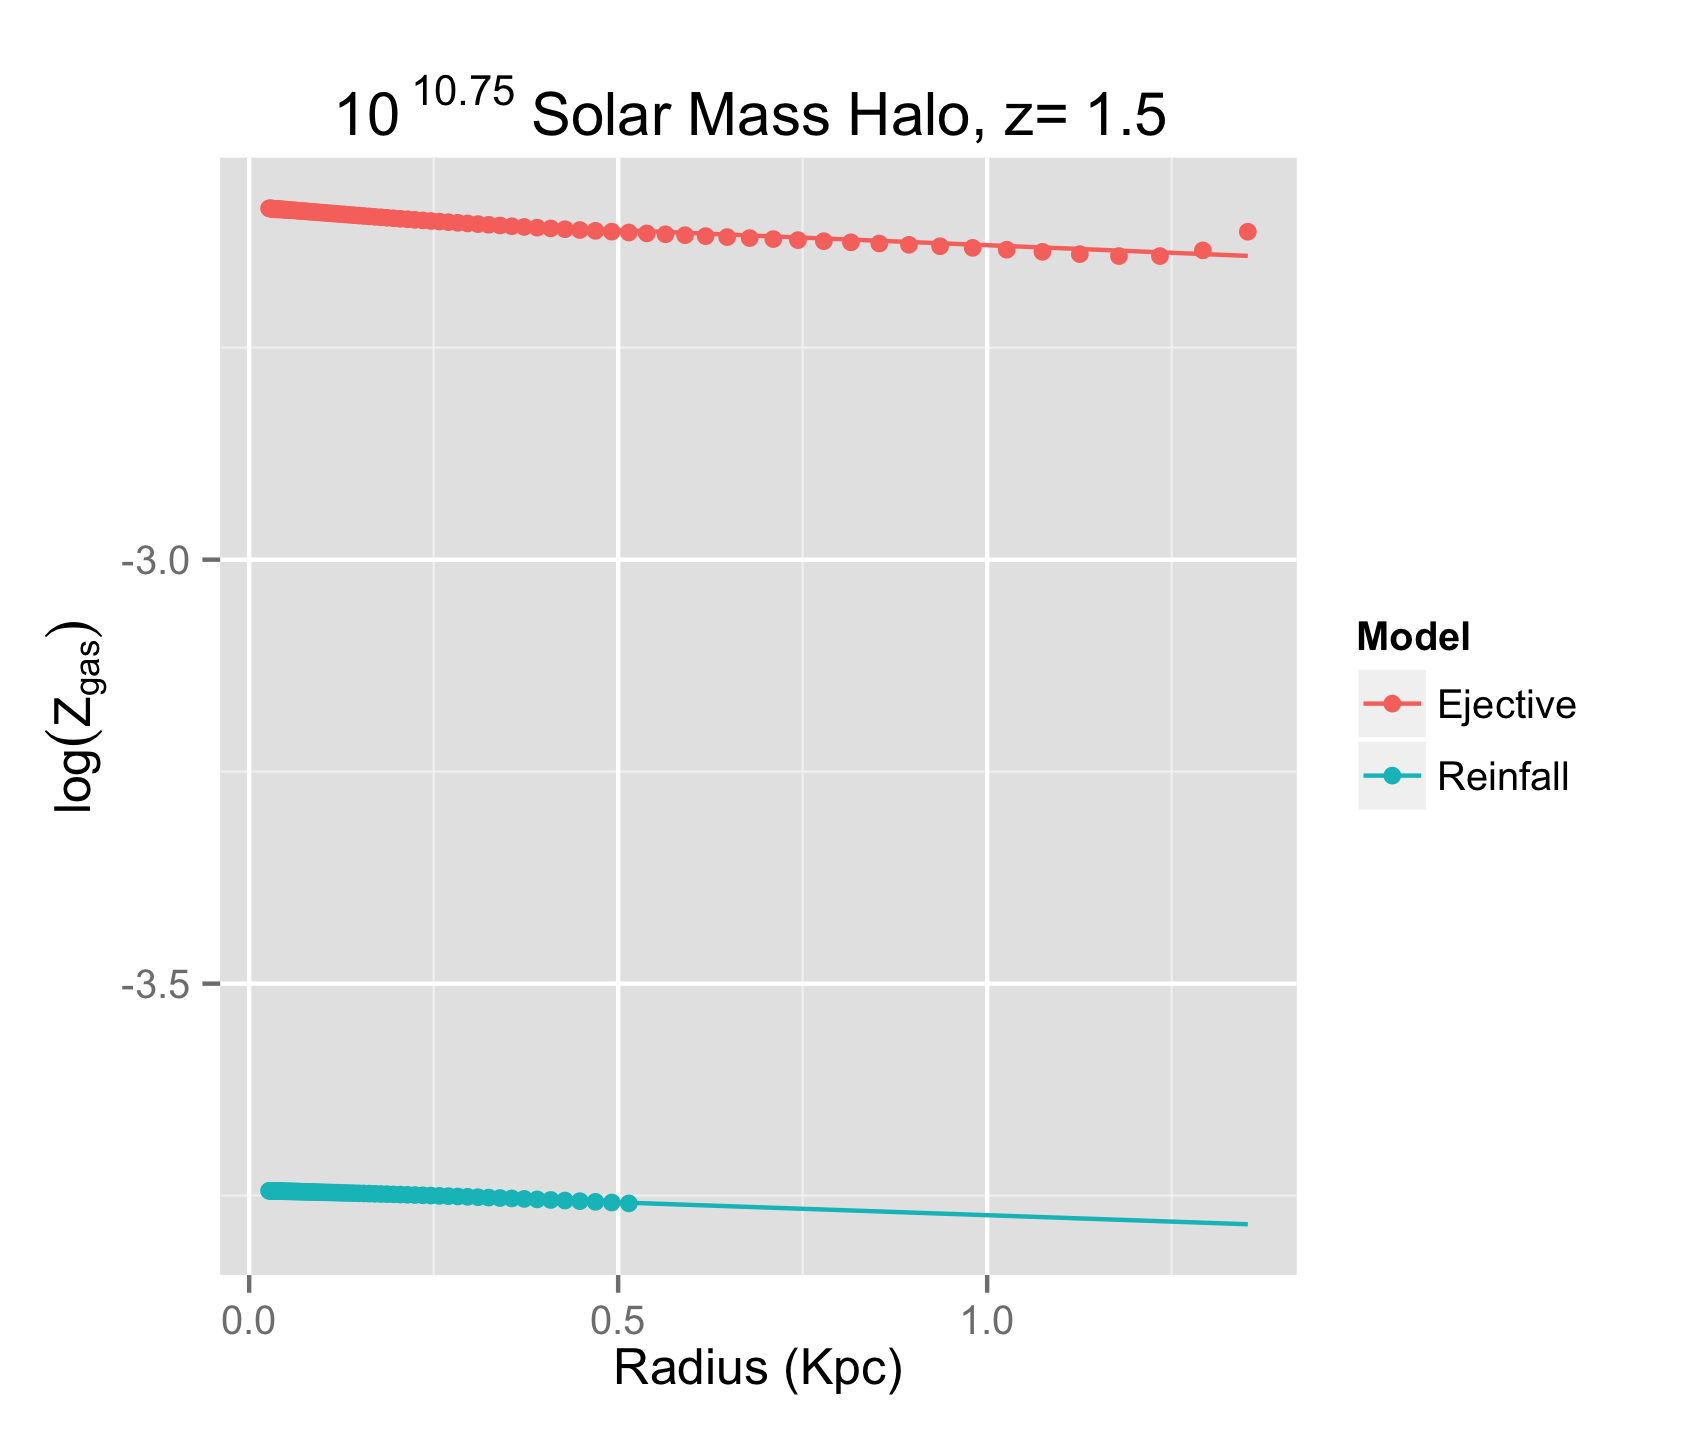 10 10.75 Solar Mass Halo, z= 1.5
log(Zgas)
-3.0
-3.5
0.0 0.5 1.0
Radius (Kpc)
Model
Ejective
Reinfall